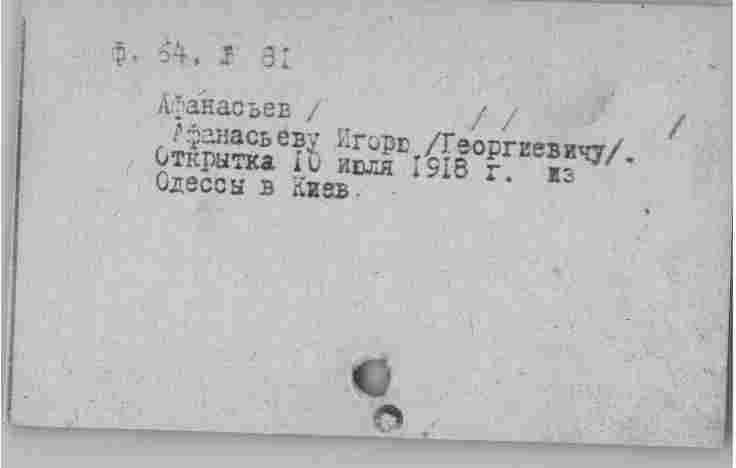 ф. 64, № 81
Афанасьев / / / /
Афанасьеву Игорю /Георгиевичу/.
Открытка 10 июля 1918 г. из
Одессы в Киев.